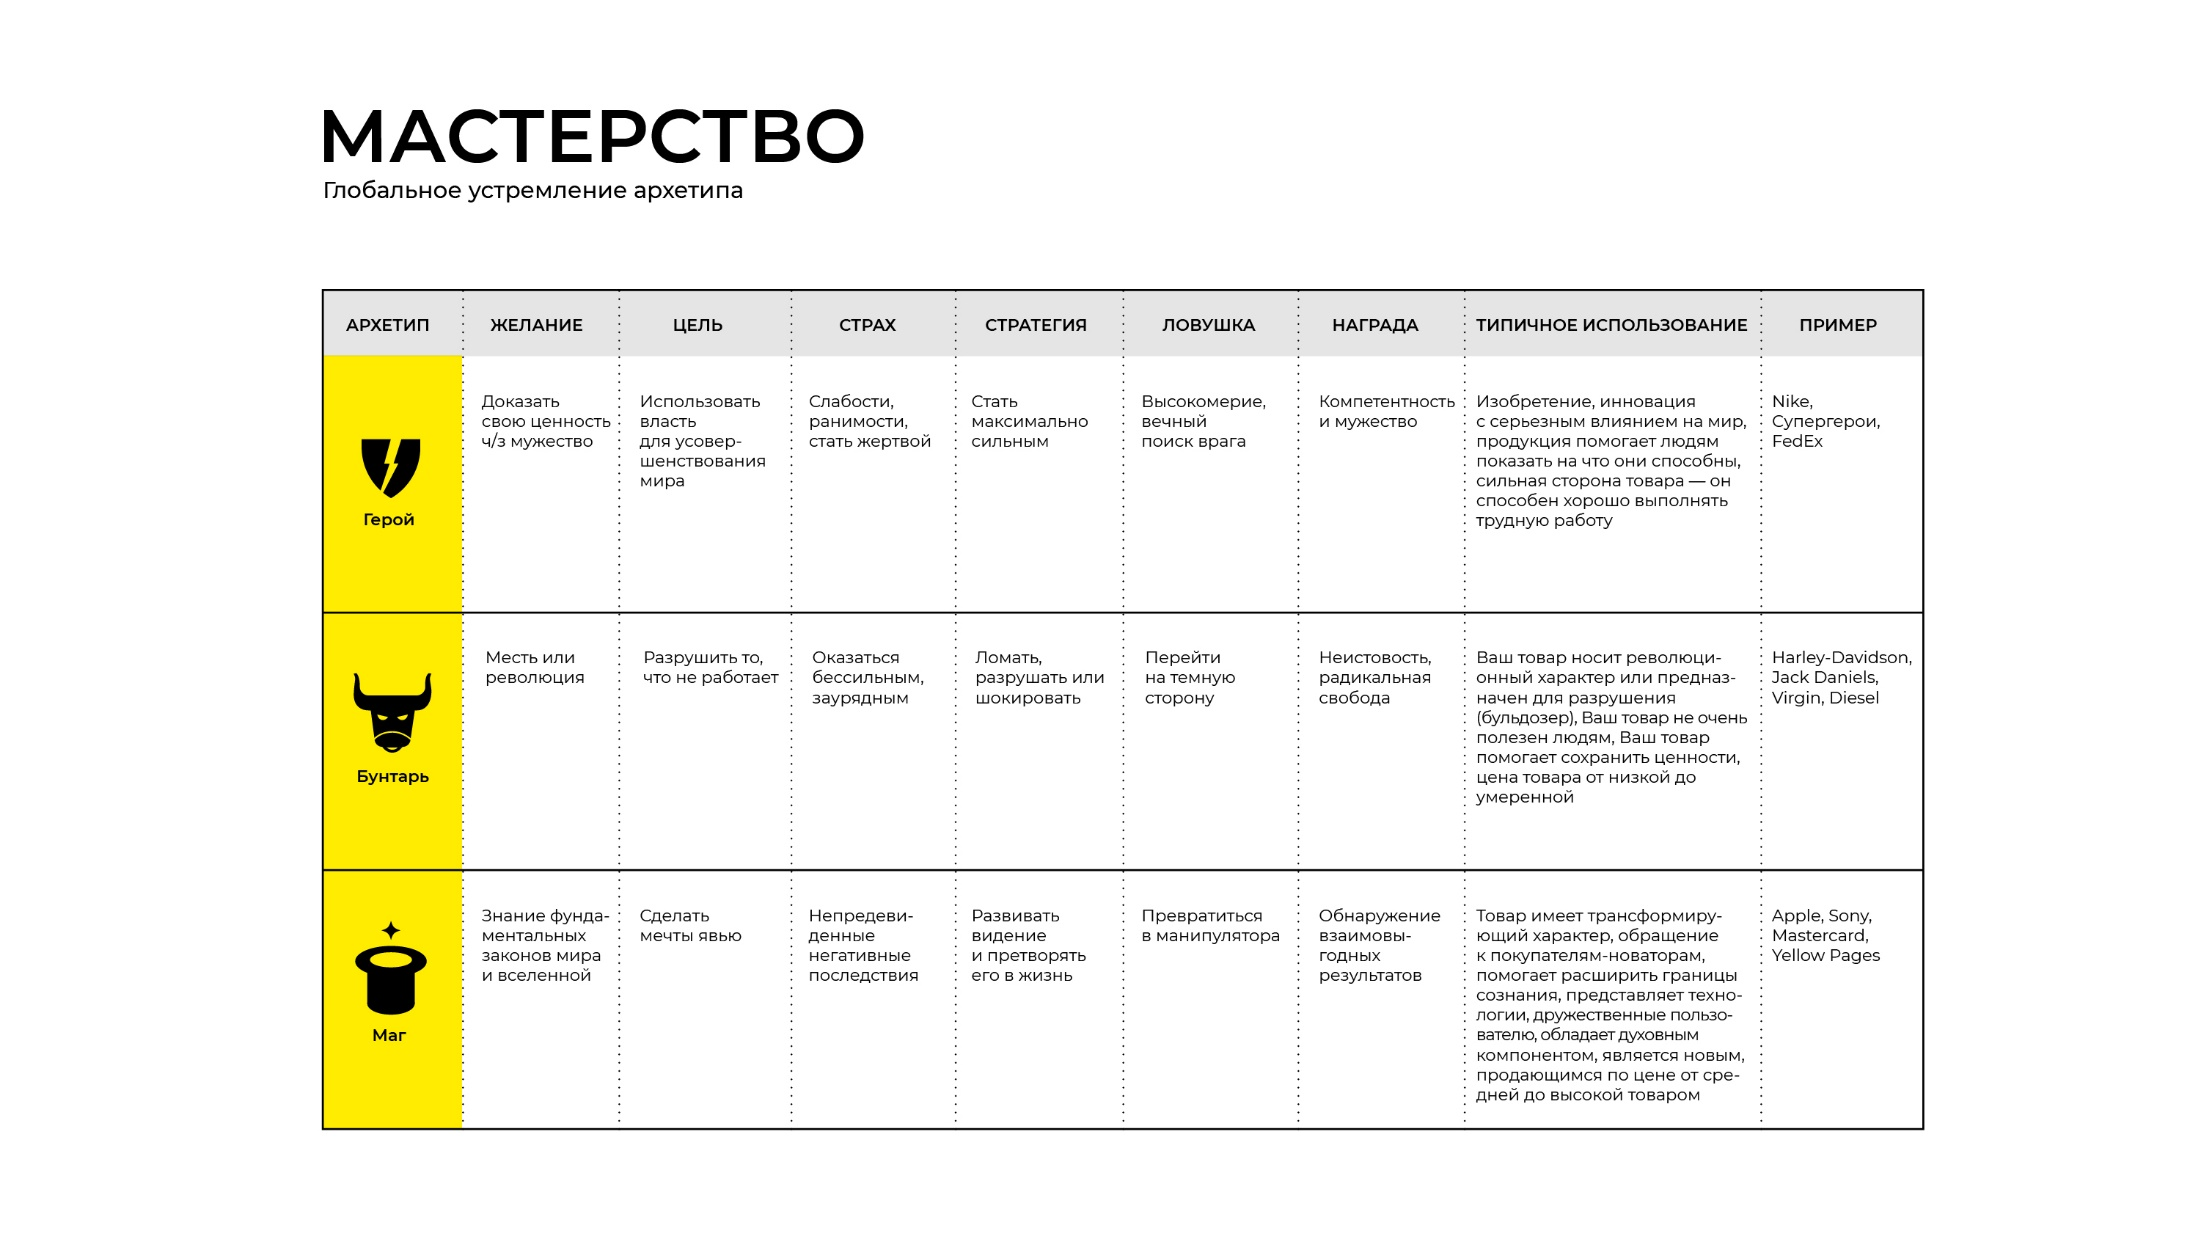 МАСТЕРСТВО
Глобальное устремление архетипа
АРХЕТИП
ЖЕЛАНИЕ
ЦЕЛЬ
СТРАХ
СТРАТЕГИЯ
ЛОВУШКА
НАГРАДА
ТИПИЧНОЕ ИСПОЛЬЗОВАНИЕ
ПРИМЕР
Герой
Доказать
свою ценность
ч/з мужество
Использовать
власть
для усовер-
шенствования
мира
Слабости,
ранимости,
стать жертвой
Стать
максимально
сильным
Высокомерие,
вечный
поиск врага
Компетентность
и мужество
Изобретение, инновация
с серьезным влиянием на мир,
продукция помогает людям
показать на что они способны,
сильная сторона товара — он
способен хорошо выполнять
трудную работу
Nike,
Супергерои,
FedEx
Бунтарь
Месть или
революция
Разрушить то,
что не работает
Оказаться
бессильным,
заурядным
Ломать,
разрушать или
шокировать
Перейти
на темную
сторону
Неистовость,
радикальная
свобода
Ваш товар носит революци-
онный характер или предназ-
начен для разрушения
(бульдозер), Ваш товар не очень
полезен людям, Ваш товар
помогает сохранить ценности,
цена товара от низкой до
умеренной
Harley-Davidson,
Jack Daniels,
Virgin, Diesel
Маг
Знание фунда-
ментальных
законов мира
и вселенной
Сделать
мечты явью
Непредеви-
денные
негативные
последствия
Развивать
видение
и претворять
его в жизнь
Превратиться
в манипулятора
Обнаружение
взаимовы-
годных
результатов
Товар имеет трансформиру-
ющий характер, обращение
к покупателям-новаторам,
помогает расширить границы
сознания, представляет техно-
логии, дружественные пользо-
вателю, обладает духовным
компонентом, является новым,
продающимся по цене от сре-
дней до высокой товаром
Apple, Sony,
Mastercard,
Yellow Pages